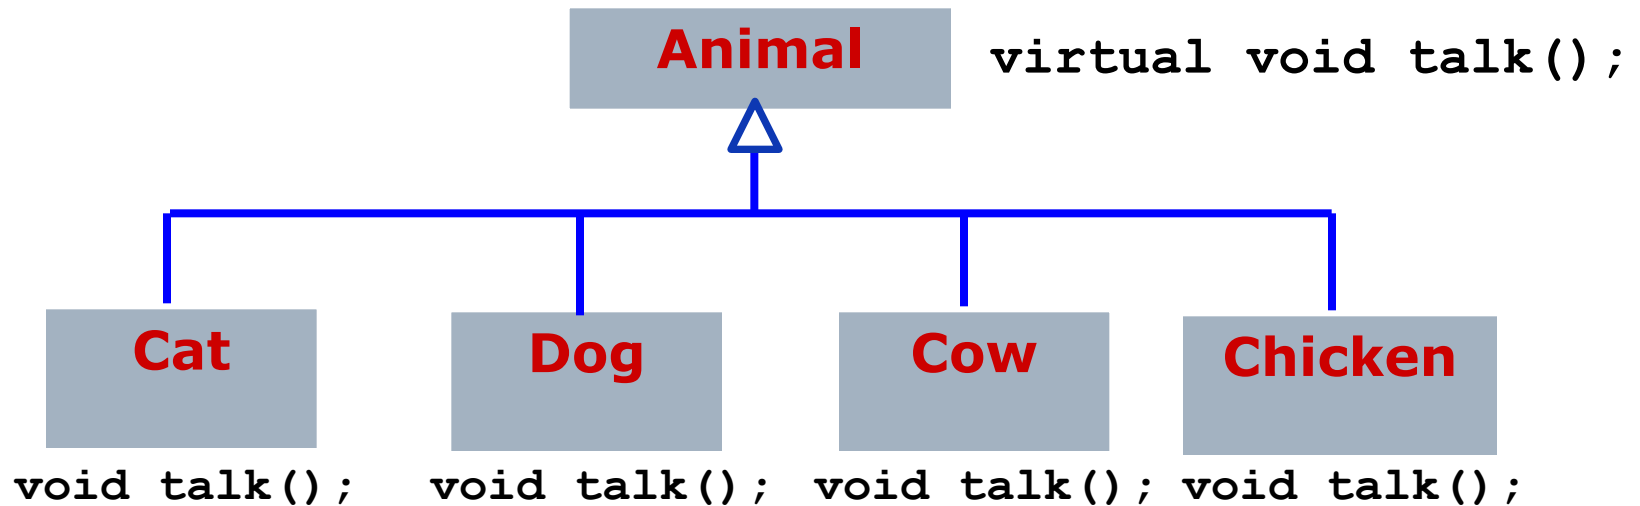 Animal
virtual void talk();
Cat
Dog
Cow
Chicken
void talk();
void talk();
void talk();
void talk();